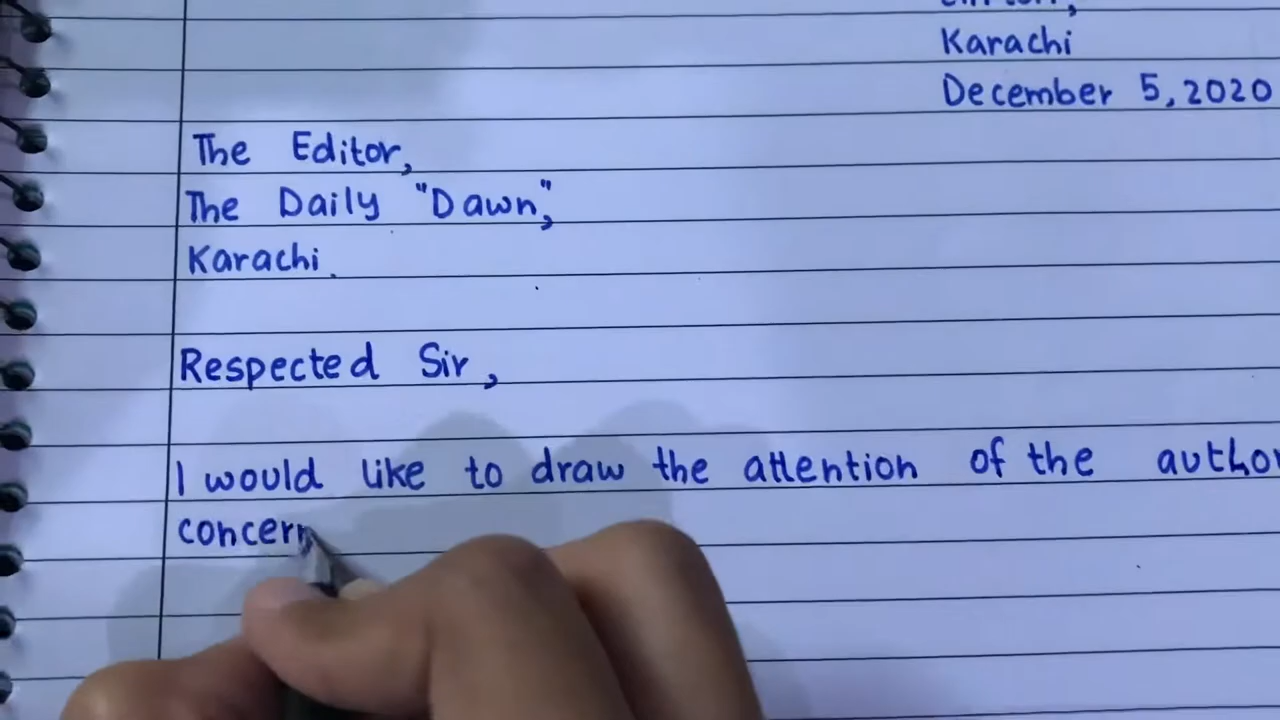 Karachi
December 5, 2020
The Editor,
The Daily "Dawn",
Karachi.
Respected Sir,
I would like to draw the attention of the